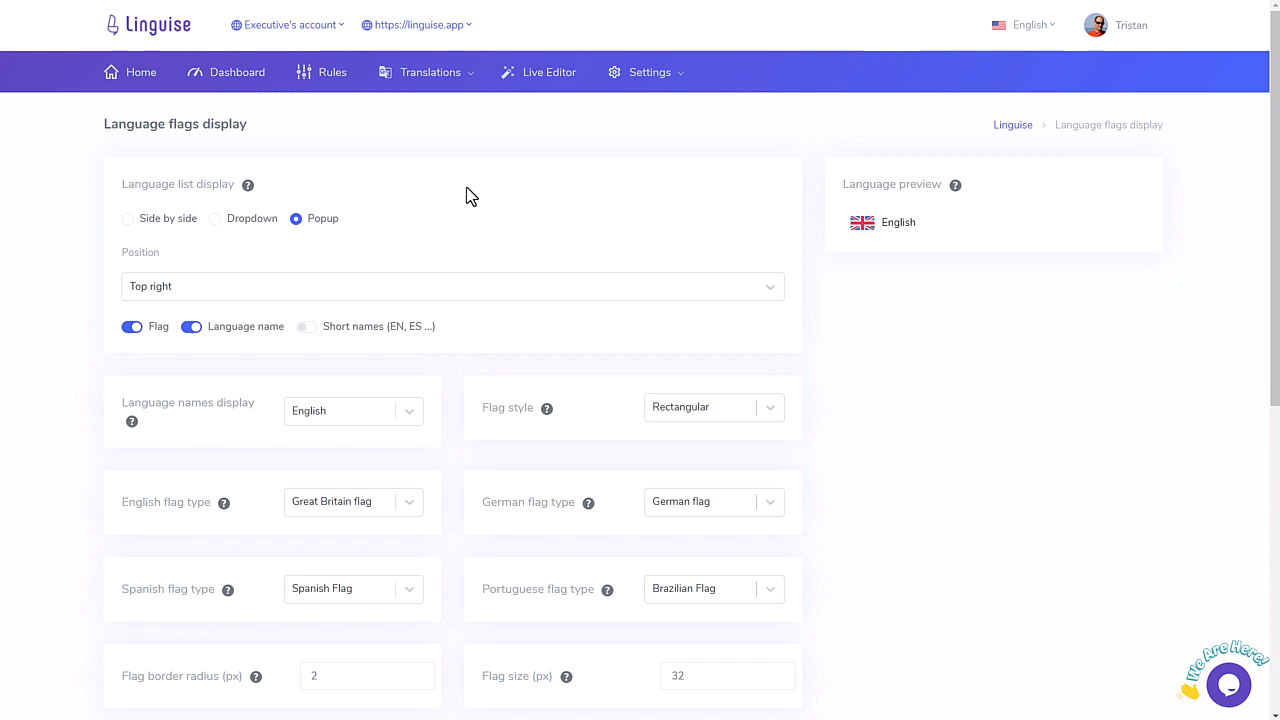 Linguise
Executive's account
https://linguise.app
English
Tristan
Home
Dashboard
Rules
Translations
Live Editor
Settings
Language flags display
Linguise > Language flags display
Language list display ?
Side by side
Dropdown
Popup
Position
Top right
Flag
Language name
Short names (EN, ES ...)
Language preview ?
English
Language names display ?
English
Flag style ?
Rectangular
English flag type ?
Great Britain flag
German flag type ?
German flag
Spanish flag type ?
Spanish Flag
Portuguese flag type ?
Brazilian Flag
Flag border radius (px) ?
2
Flag size (px) ?
32
We Are Here!